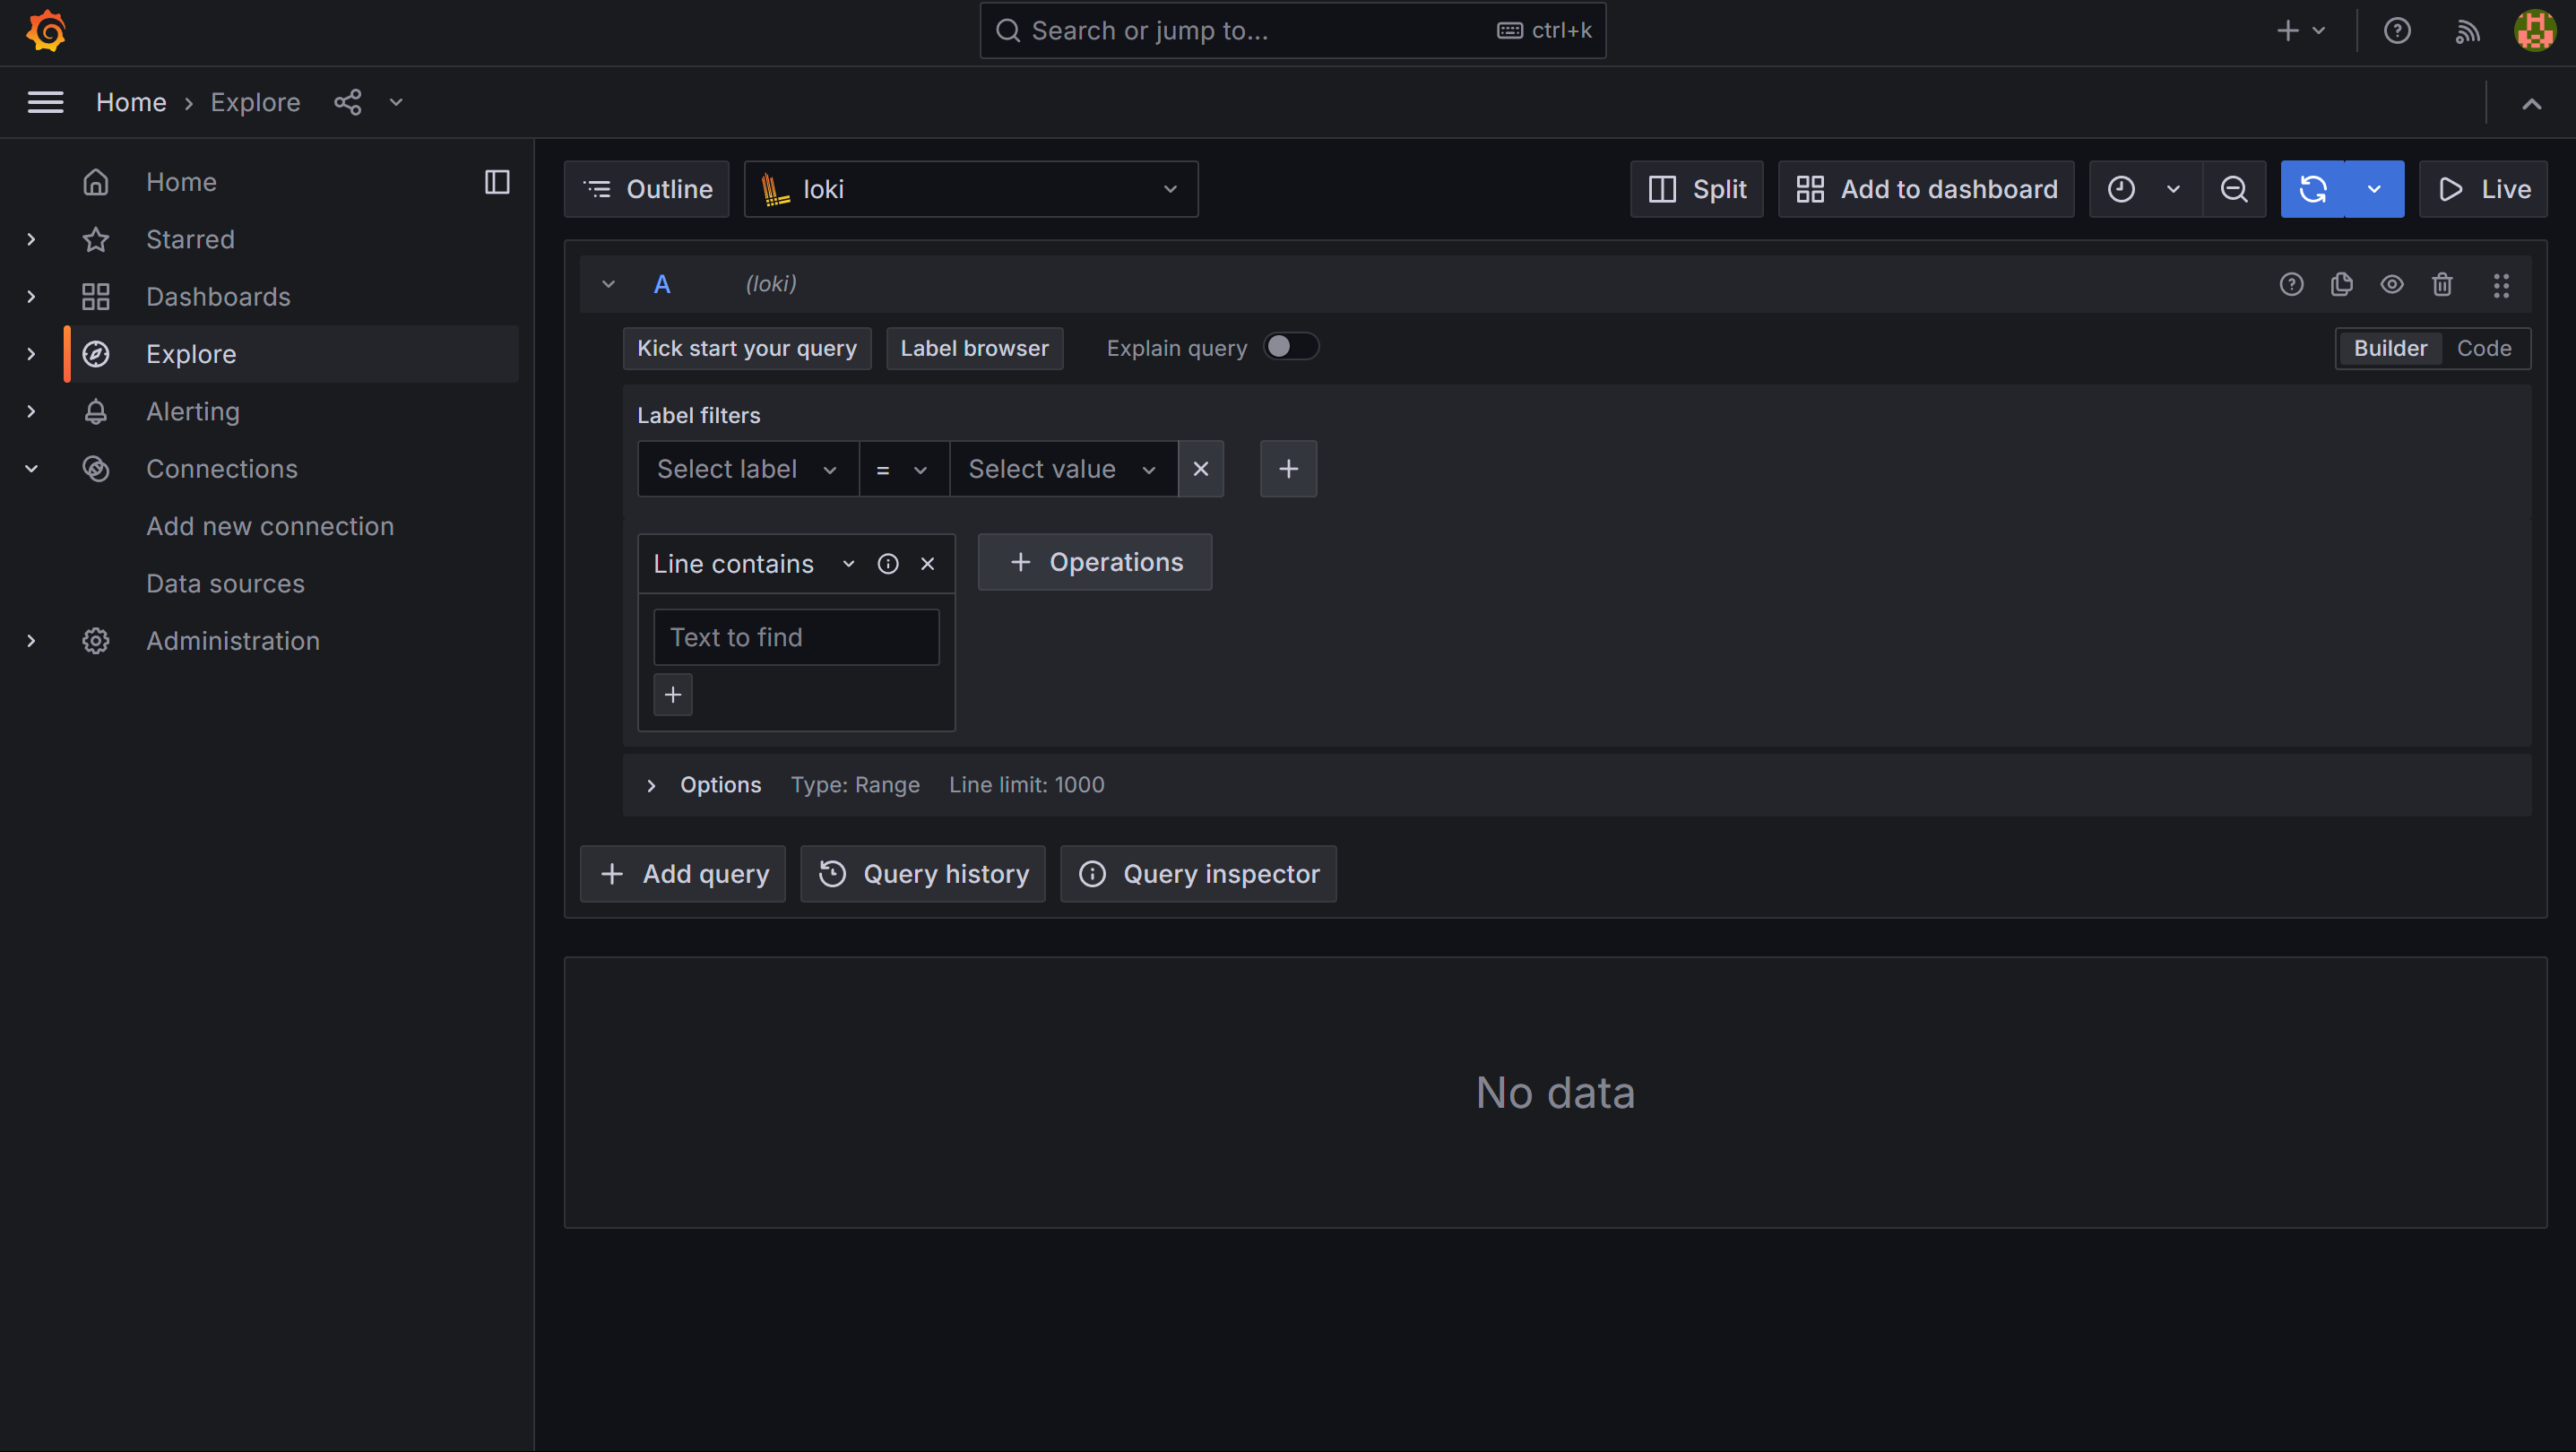 Search or jump to... ctrl+k
Home › Explore
Home
Starred
Dashboards
Explore
Alerting
Connections
Add new connection
Data sources
Administration
Outline loki Split Add to dashboard Live
A (loki)
Kick start your query Label browser Explain query Builder Code
Label filters
Select label = Select value
Line contains Operations
Text to find
Options Type: Range Line limit: 1000
Add query Query history Query inspector
No data